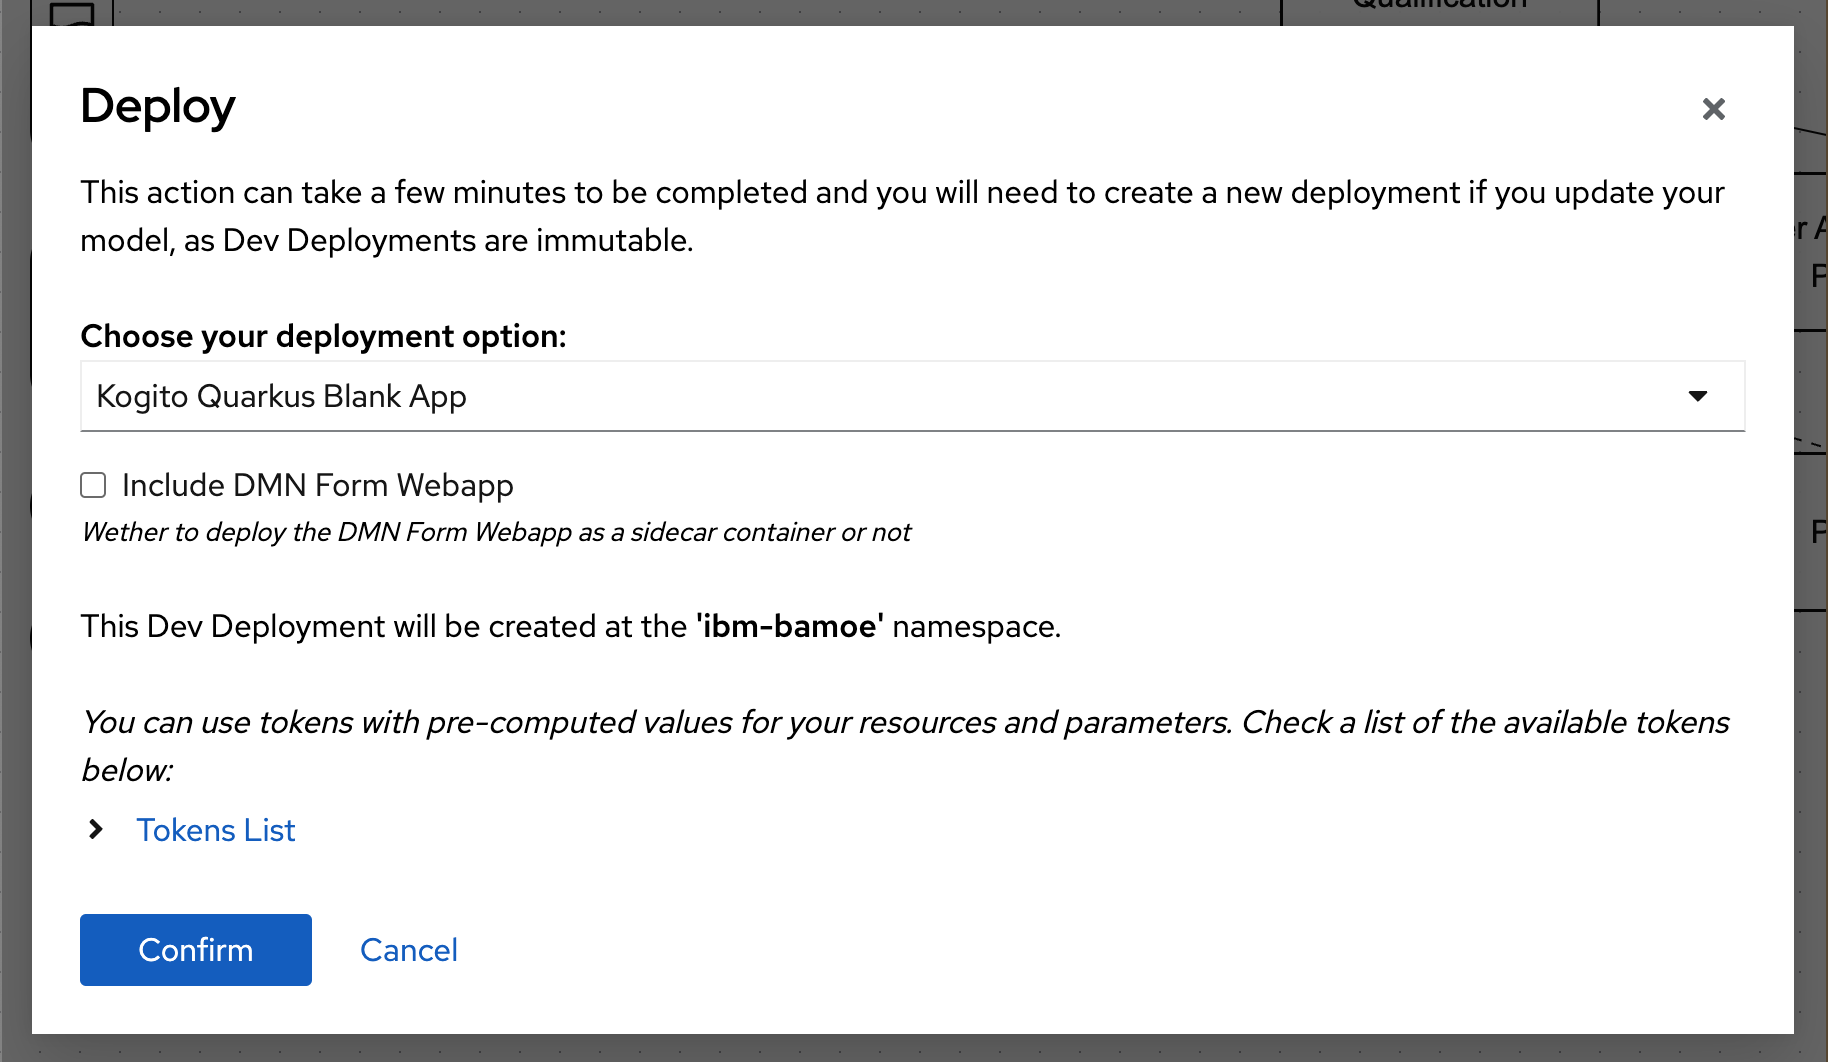 Qualification
Deploy
This action can take a few minutes to be completed and you will need to create a new deployment if you update your
model, as Dev Deployments are immutable.
Choose your deployment option:
Kogito Quarkus Blank App
Include DMN Form Webapp
Wether to deploy the DMN Form Webapp as a sidecar container or not
This Dev Deployment will be created at the 'ibm-bamoe' namespace.
You can use tokens with pre-computed values for your resources and parameters. Check a list of the available tokens
below:
Tokens List
Confirm
Cancel